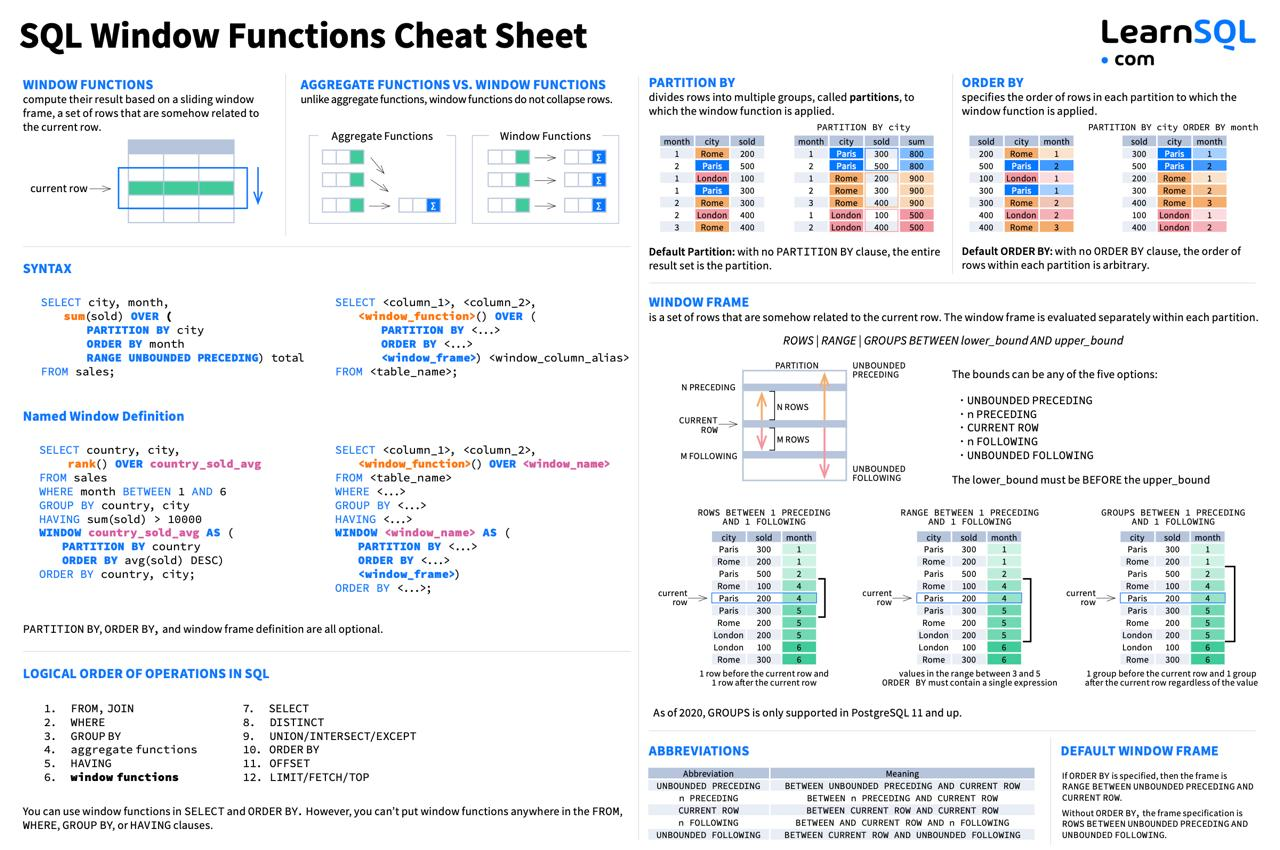 SQL Window Functions Cheat Sheet
LearnSQL
• com
WINDOW FUNCTIONS
compute their result based on a sliding window
frame, a set of rows that are somehow related to
the current row.
current row
AGGREGATE FUNCTIONS VS. WINDOW FUNCTIONS
unlike aggregate functions, window functions do not collapse rows.
Aggregate Functions
Window Functions
Σ
Σ
Σ
Σ
SYNTAX
SELECT city, month,
sum(sold) OVER (
PARTITION BY city
ORDER BY month
RANGE UNBOUNDED PRECEDING) total
FROM sales;
SELECT <column_1>, <column_2>,
<window_function>() OVER (
PARTITION BY <...>
ORDER BY <...>
<window_frame>) <window_column_alias>
FROM <table_name>;
Named Window Definition
SELECT country, city,
rank() OVER country_sold_avg
FROM sales
WHERE month BETWEEN 1 AND 6
GROUP BY country, city
HAVING sum(sold) > 10000
WINDOW country_sold_avg AS (
PARTITION BY country
ORDER BY avg(sold) DESC)
ORDER BY country, city;
SELECT <column_1>, <column_2>,
<window_function>() OVER <window_name>
FROM <table_name>
WHERE <...>
GROUP BY <...>
HAVING <...>
WINDOW <window_name> AS (
PARTITION BY <...>
ORDER BY <...>
<window_frame>)
ORDER BY <...>;
PARTITION BY, ORDER BY, and window frame definition are all optional.
LOGICAL ORDER OF OPERATIONS IN SQL
1. FROM, JOIN
2. WHERE
3. GROUP BY
4. aggregate functions
5. HAVING
6. window functions
7. SELECT
8. DISTINCT
9. UNION/INTERSECT/EXCEPT
10. ORDER BY
11. OFFSET
12. LIMIT/FETCH/TOP
You can use window functions in SELECT and ORDER BY. However, you can't put window functions anywhere in the FROM,
WHERE, GROUP BY, or HAVING clauses.
PARTITION BY
divides rows into multiple groups, called partitions, to
which the window function is applied.
month city sold
1 Rome 200
2 Paris 500
1 London 100
1 Paris 300
2 Rome 300
2 London 400
3 Rome 400
PARTITION BY city
month city sold sum
1 Paris 300 800
2 Paris 500 800
1 Rome 200 900
2 Rome 300 900
3 Rome 400 900
1 London 100 500
2 London 400 500
Default Partition: with no PARTITION BY clause, the entire
result set is the partition.
ORDER BY
specifies the order of rows in each partition to which the
window function is applied.
sold city month
200 Rome 1
500 Paris 2
100 London 1
300 Paris 1
300 Rome 2
400 London 2
400 Rome 3
PARTITION BY city ORDER BY month
sold city month
300 Paris 1
500 Paris 2
200 Rome 1
300 Rome 2
400 Rome 3
100 London 1
400 London 2
Default ORDER BY: with no ORDER BY clause, the order of
rows within each partition is arbitrary.
WINDOW FRAME
is a set of rows that are somehow related to the current row. The window frame is evaluated separately within each partition.
ROWS | RANGE | GROUPS BETWEEN lower_bound AND upper_bound
PARTITION
UNBOUNDED
PRECEDING
N PRECEDING
N ROWS
CURRENT
ROW
M ROWS
M FOLLOWING
UNBOUNDED
FOLLOWING
The bounds can be any of the five options:
· UNBOUNDED PRECEDING
· n PRECEDING
· CURRENT ROW
· n FOLLOWING
· UNBOUNDED FOLLOWING
The lower_bound must be BEFORE the upper_bound
ROWS BETWEEN 1 PRECEDING
AND 1 FOLLOWING
city sold month
Paris 300 1
Rome 200 1
Paris 500 2
Rome 100 4
current
row
Paris 200 4
Paris 300 5
Rome 200 5
London 200 5
London 100 6
Rome 300 6
1 row before the current row and
1 row after the current row
RANGE BETWEEN 1 PRECEDING
AND 1 FOLLOWING
city sold month
Paris 300 1
Rome 200 1
Paris 500 2
Rome 100 4
current
row
Paris 200 4
Paris 300 5
Rome 200 5
London 200 5
London 100 6
Rome 300 6
values in the range between 3 and 5
ORDER BY must contain a single expression
GROUPS BETWEEN 1 PRECEDING
AND 1 FOLLOWING
city sold month
Paris 300 1
Rome 200 1
Paris 500 2
Rome 100 4
current
row
Paris 200 4
Paris 300 5
Rome 200 5
London 200 5
London 100 6
Rome 300 6
1 group before the current row and 1 group
after the current row regardless of the value
As of 2020, GROUPS is only supported in PostgreSQL 11 and up.
ABBREVIATIONS
Abbreviation Meaning
UNBOUNDED PRECEDING BETWEEN UNBOUNDED PRECEDING AND CURRENT ROW
n PRECEDING BETWEEN n PRECEDING AND CURRENT ROW
CURRENT ROW BETWEEN CURRENT ROW AND CURRENT ROW
n FOLLOWING BETWEEN AND CURRENT ROW AND n FOLLOWING
UNBOUNDED FOLLOWING BETWEEN CURRENT ROW AND UNBOUNDED FOLLOWING
DEFAULT WINDOW FRAME
If ORDER BY is specified, then the frame is
RANGE BETWEEN UNBOUNDED PRECEDING AND
CURRENT ROW.
Without ORDER BY, the frame specification is
ROWS BETWEEN UNBOUNDED PRECEDING AND
UNBOUNDED FOLLOWING.